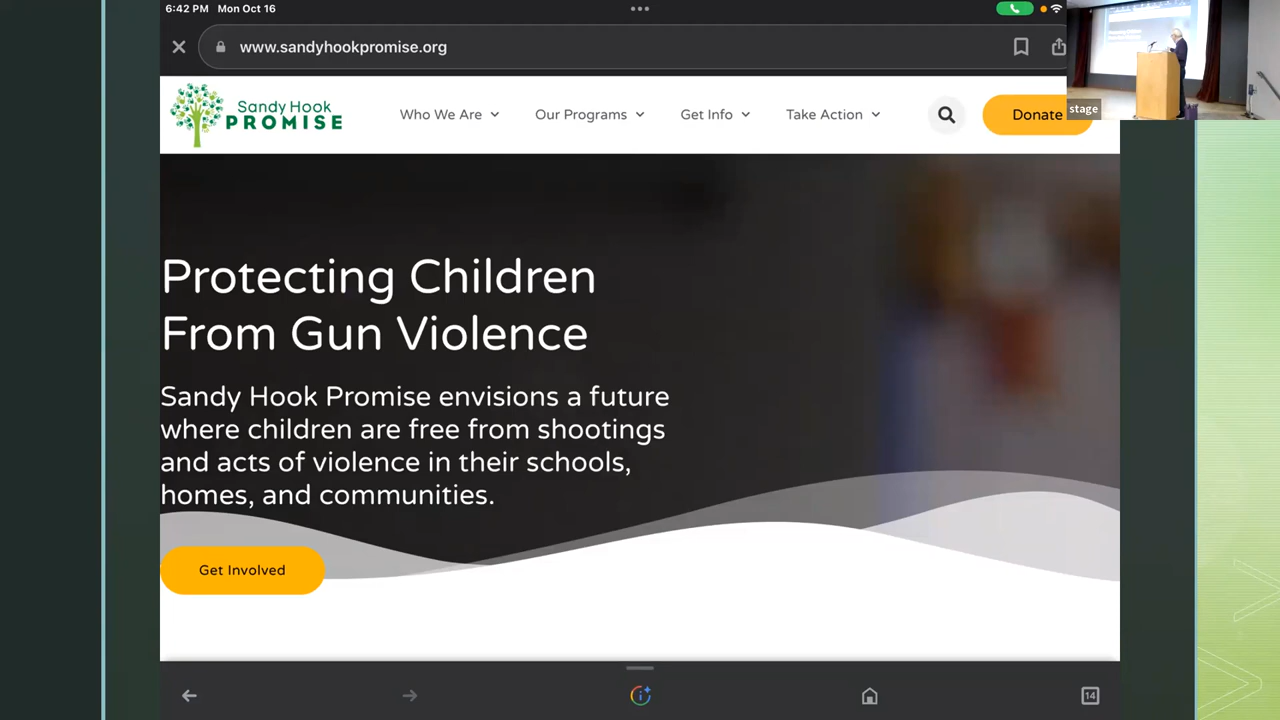 6:42 PM Mon Oct 16
www.sandyhookpromise.org
stage
Sandy Hook
PROMISE
Who We Are
Our Programs
Get Info
Take Action
Donate
Protecting Children
From Gun Violence
Sandy Hook Promise envisions a future
where children are free from shootings
and acts of violence in their schools,
homes, and communities.
Get Involved
14